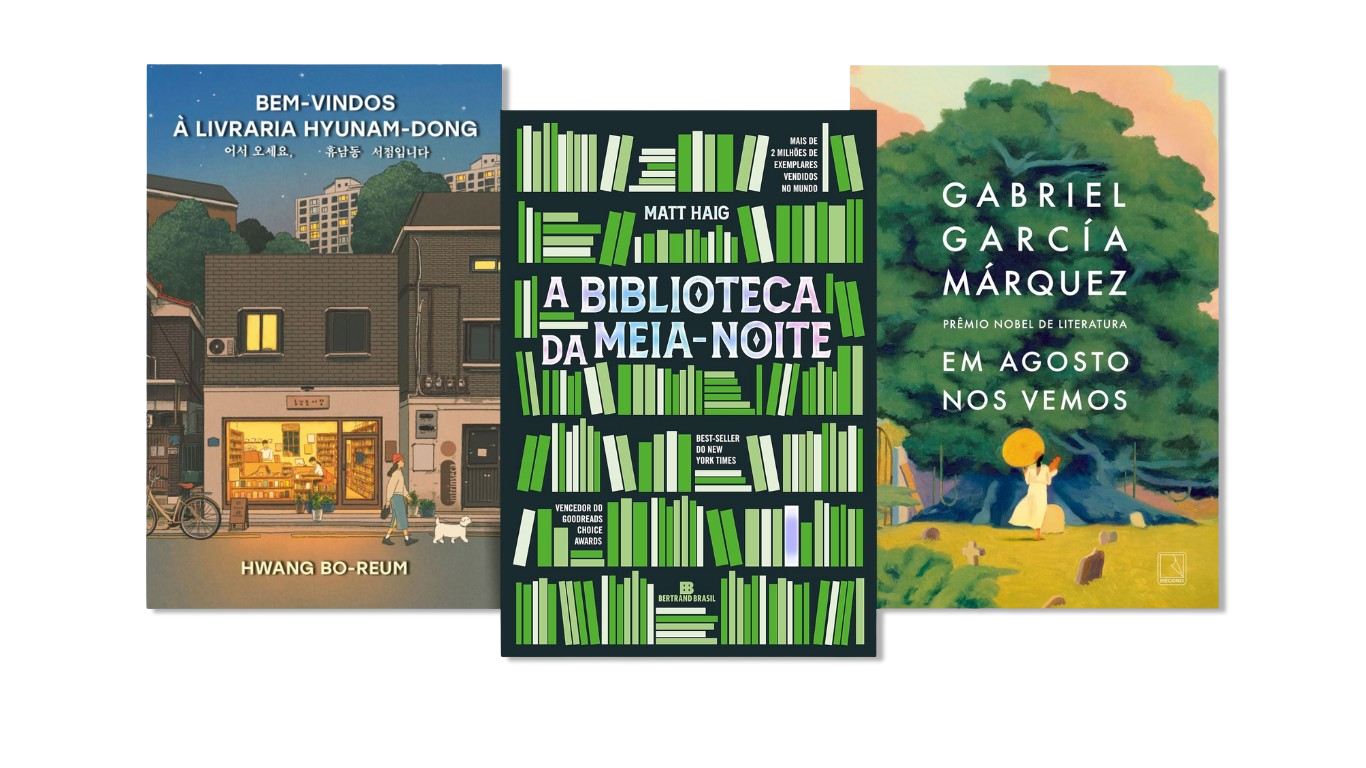 BEM-VINDOS
À LIVRARIA HYUNAM-DONG
어서 오세요, 휴남동 서점입니다
HWANG BO-REUM
intrínseca
MAIS DE
2 MILHÕES DE
EXEMPLARES
VENDIDOS
NO MUNDO
MATT HAIG
A BIBLIOTECA
DA MEIA-NOITE
BEST-SELLER
DO NEW
YORK TIMES
VENCEDOR DO
GOODREADS
CHOICE
AWARDS
BERTRAND BRASIL
GABRIEL
GARCÍA
MÁRQUEZ
PRÊMIO NOBEL DE LITERATURA
EM AGOSTO
NOS VEMOS
RECORD